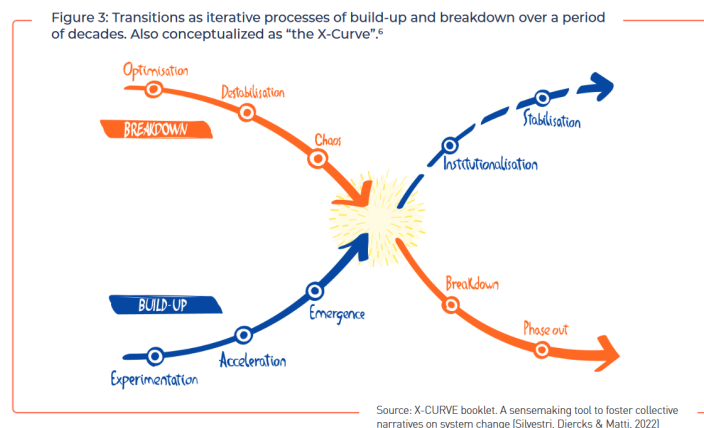 Figure 3: Transitions as iterative processes of build-up and breakdown over a period
of decades. Also conceptualized as “the X-Curve”.⁶
Optimisation
Destabilisation
BREAKDOWN
Chaos
Stabilisation
Institutionalisation
BUILD-UP
Emergence
Acceleration
Experimentation
Breakdown
Phase out
Source: X-CURVE booklet. A sensemaking tool to foster collective
narratives on system change (Silvestri, Diercks & Matti, 2022)